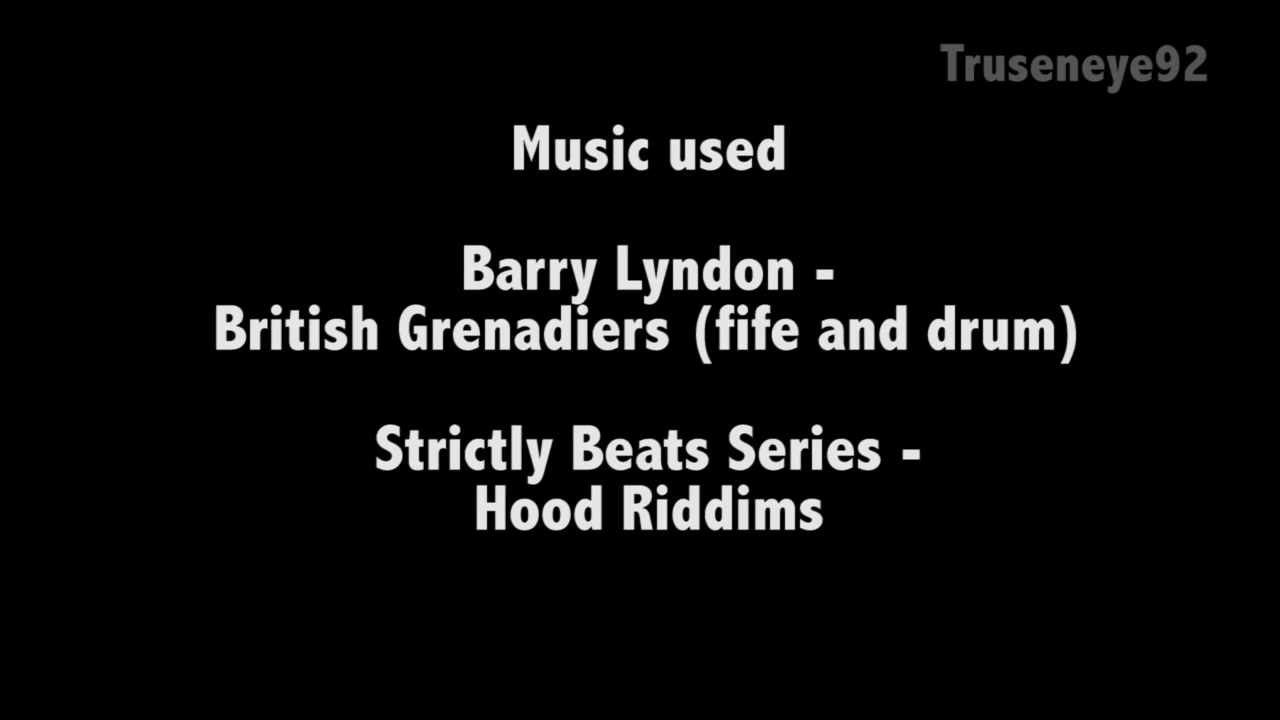 Truseneye92
Music used
Barry Lyndon -
British Grenadiers (fife and drum)
Strictly Beats Series -
Hood Riddims